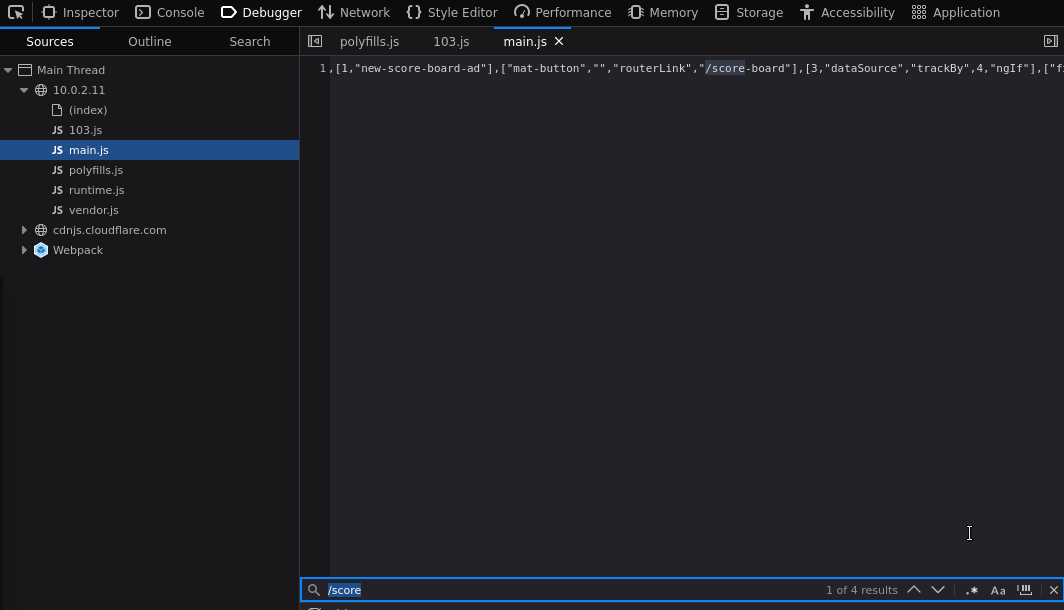 Inspector Console Debugger Network Style Editor Performance Memory Storage Accessibility Application
Sources Outline Search
polyfills.js 103.js main.js
Main Thread
10.0.2.11
(index)
JS 103.js
JS main.js
JS polyfills.js
JS runtime.js
JS vendor.js
cdnjs.cloudflare.com
Webpack
1 ,[1,"new-score-board-ad"],["mat-button","","routerLink","/score-board"],[3,"dataSource","trackBy",4,"ngIf"],["f
/score 1 of 4 results .* Aa